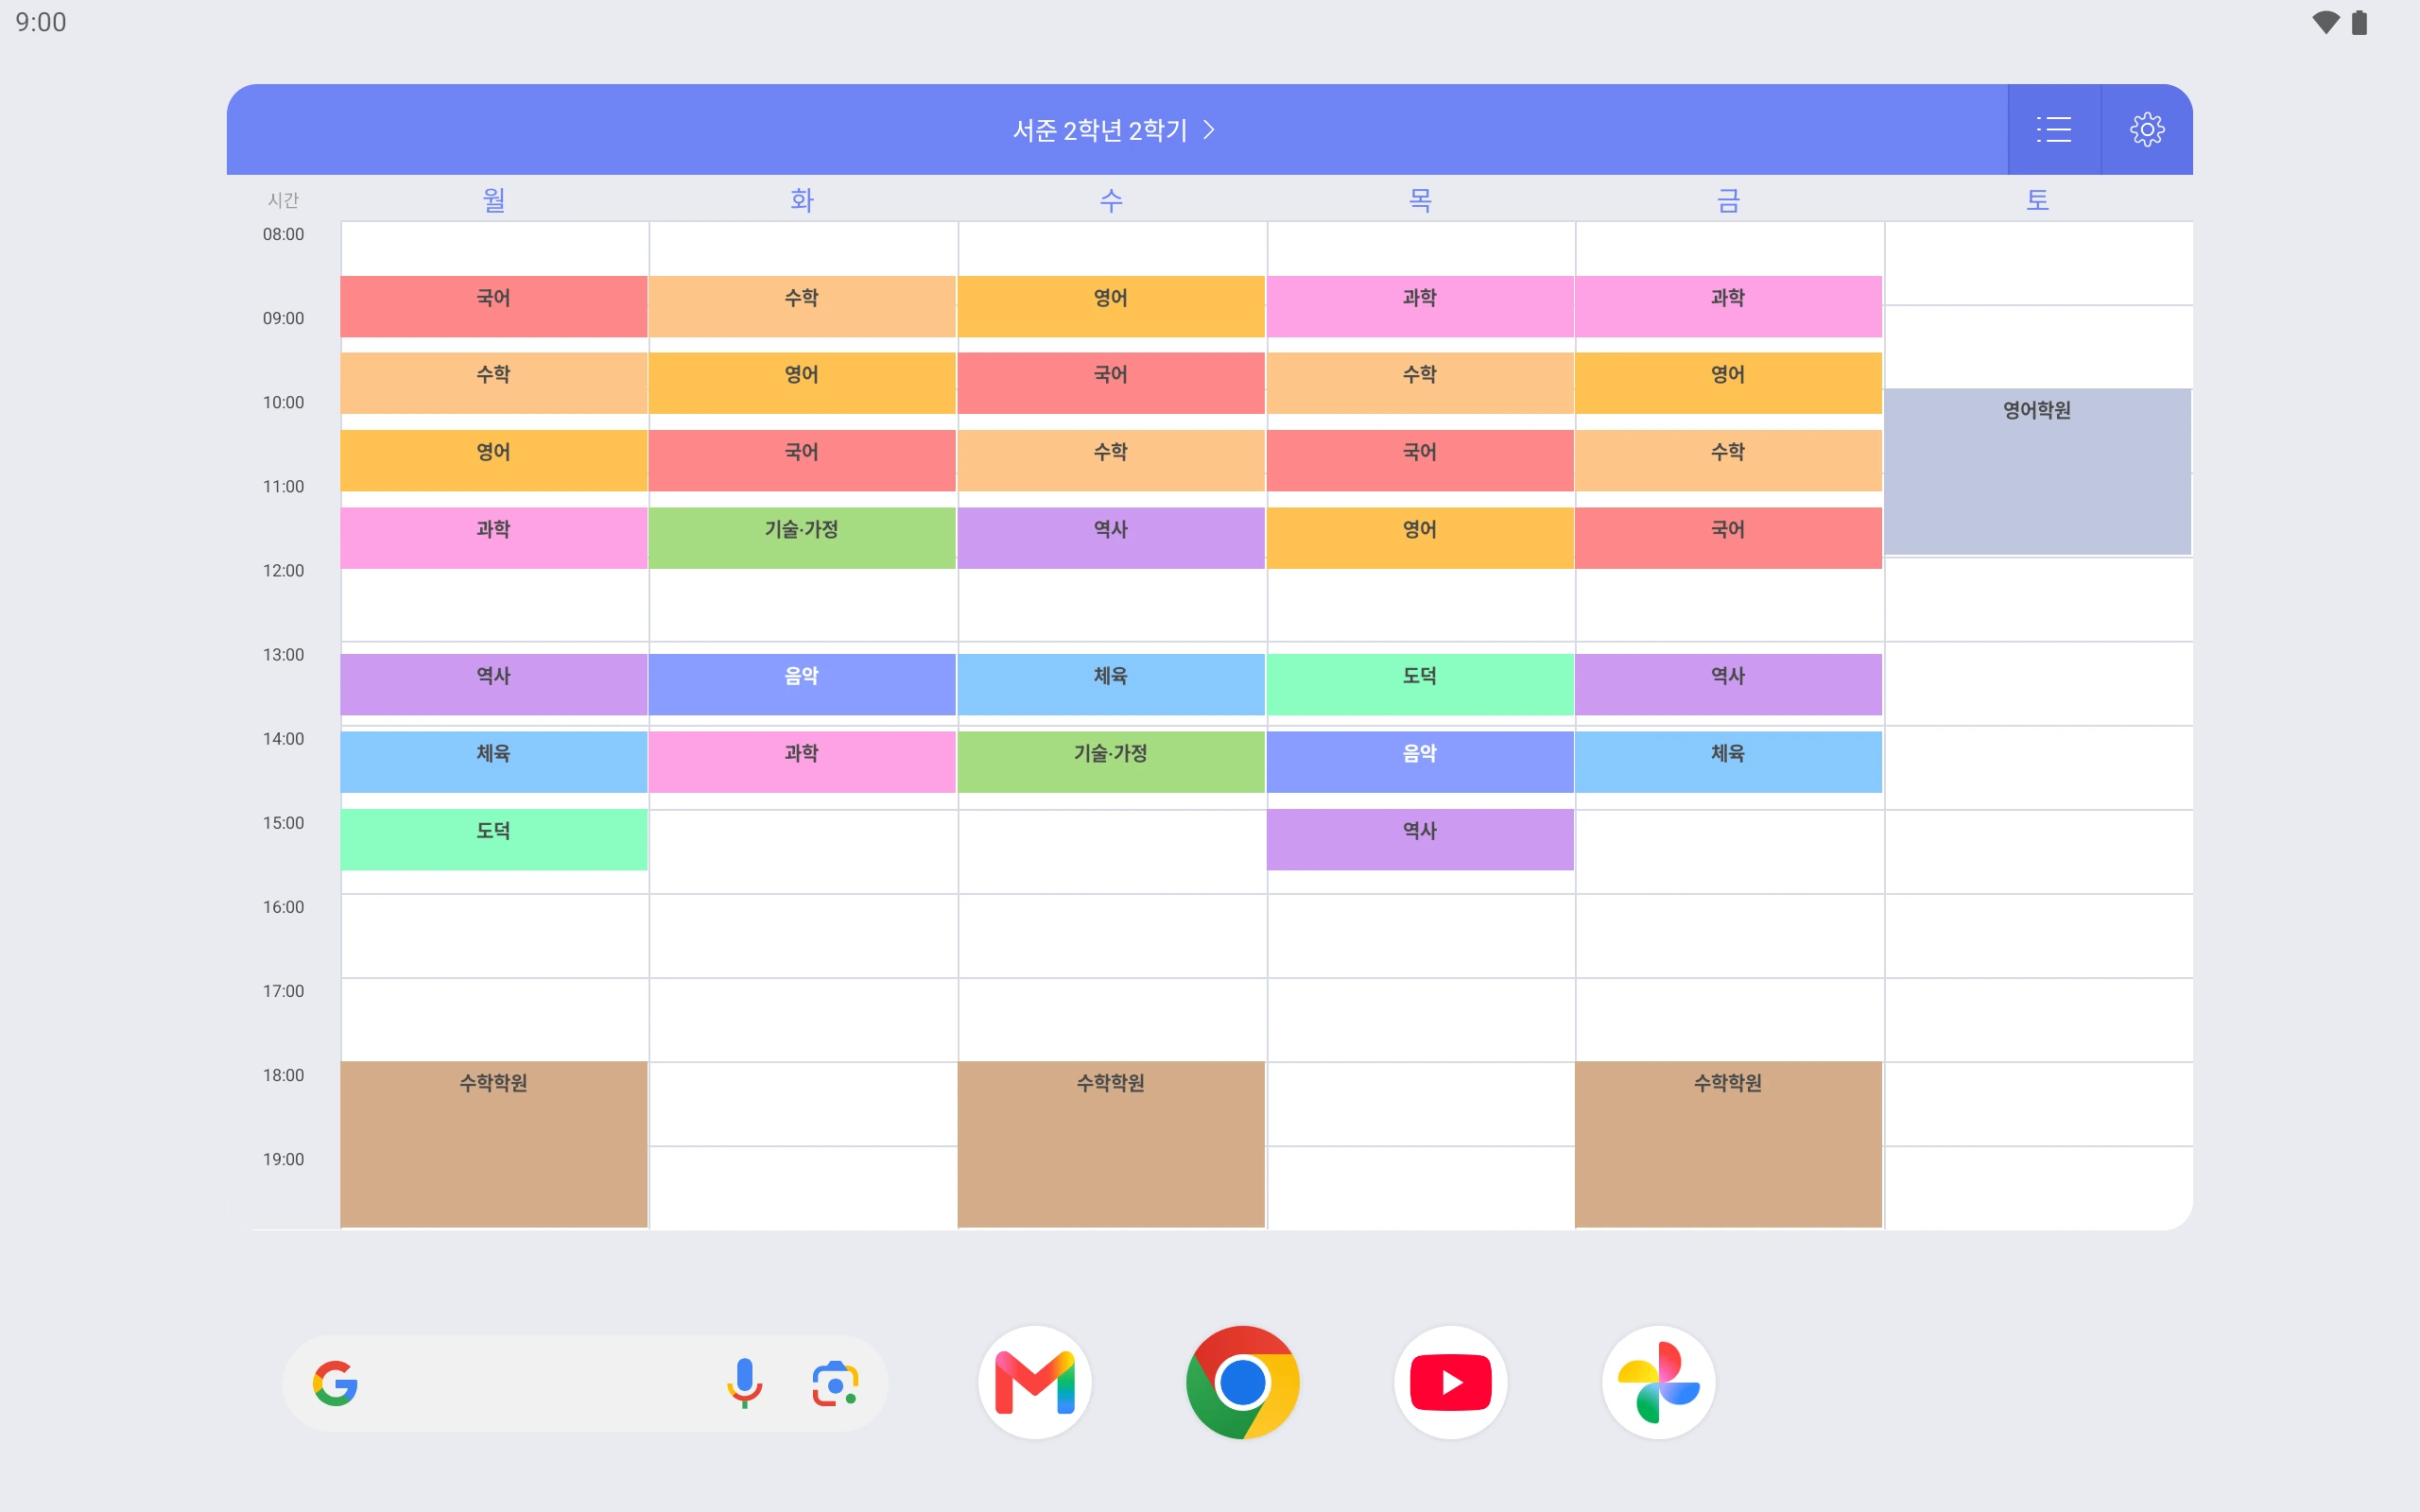 9:00
서준 2학년 2학기
시간 월 화 수 목 금 토
08:00
국어 수학 영어 과학 과학
09:00
수학 영어 국어 수학 영어
10:00
영어학원
영어 국어 수학 국어 수학
11:00
과학 기술·가정 역사 영어 국어
12:00
13:00
역사 음악 체육 도덕 역사
14:00
체육 과학 기술·가정 음악 체육
15:00
도덕 역사
16:00
17:00
18:00
수학학원 수학학원 수학학원
19:00